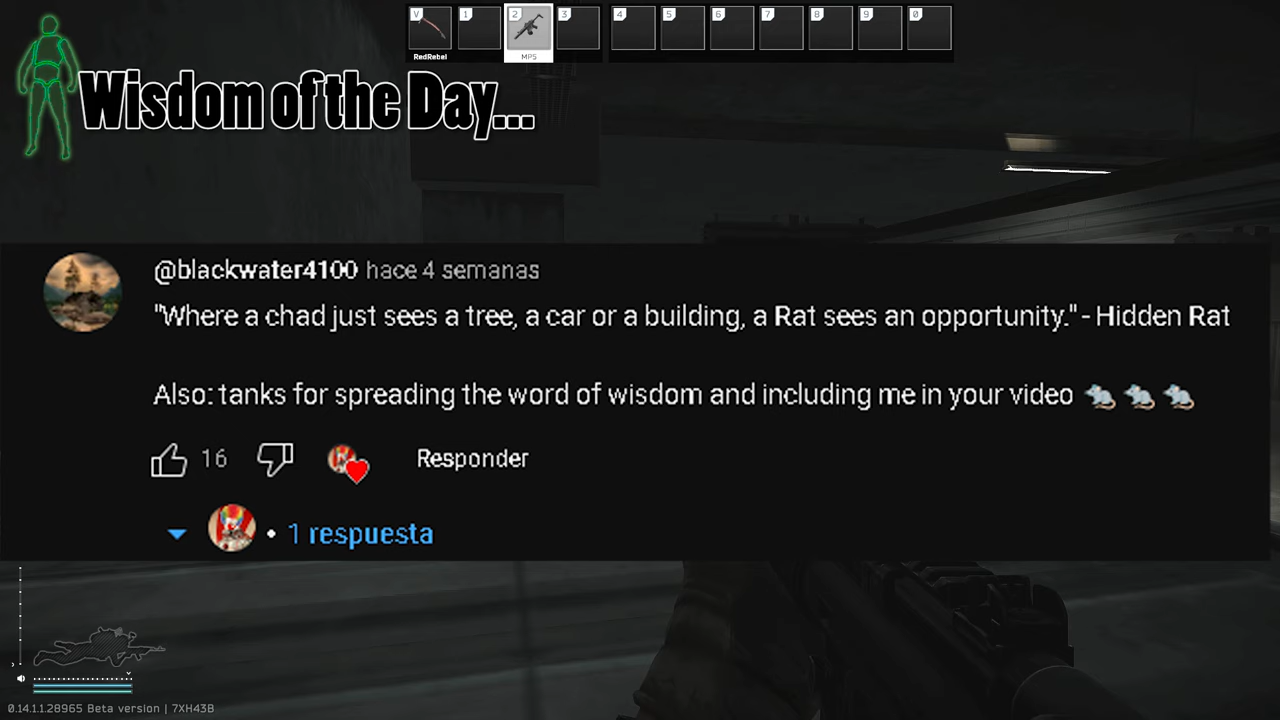 V 1 2 3 4 5 6 7 8 9 0
RedRebel MP5
Wisdom of the Day...
@blackwater4100 hace 4 semanas
"Where a chad just sees a tree, a car or a building, a Rat sees an opportunity." - Hidden Rat
Also: tanks for spreading the word of wisdom and including me in your video 🐀 🐀 🐀
16 Responder
• 1 respuesta
0.14.1.1.28965 Beta version | 7XH43B